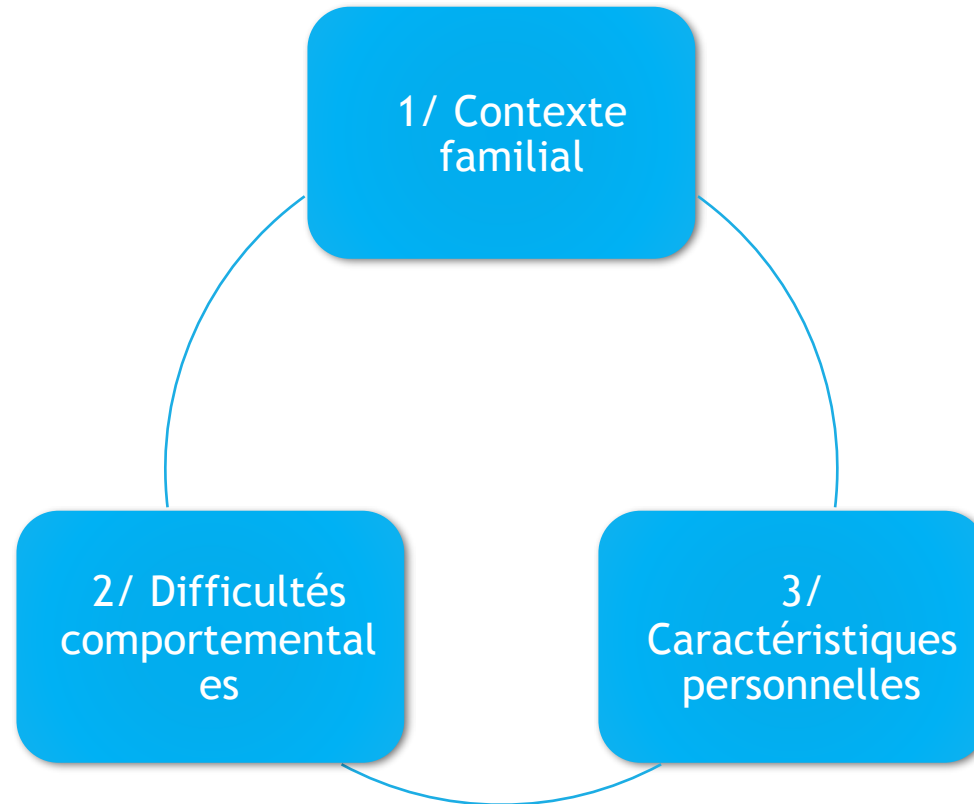 1/ Contexte
familial
2/ Difficultés
comportemental
es
3/
Caractéristiques
personnelles